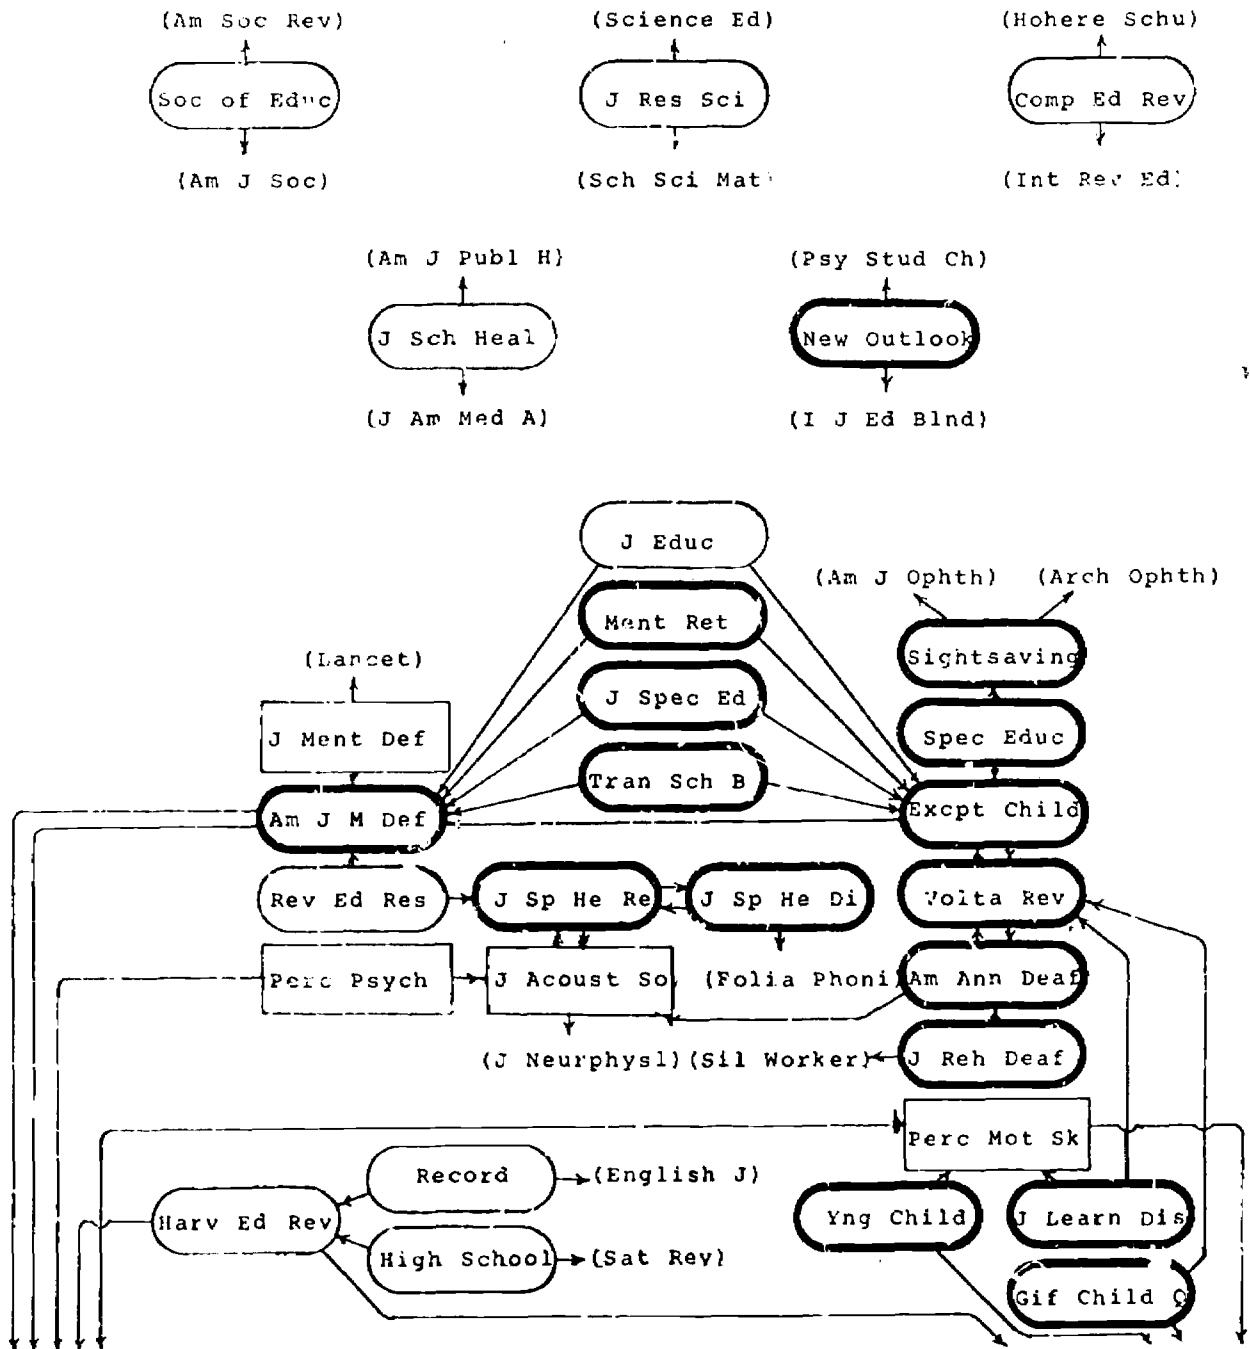 (Am Soc Rev) (Science Ed) (Hohere Schu)
Soc of Educ J Res Sci Comp Ed Rev
(Am J Soc) (Sch Sci Mat) (Int Rev Ed)
(Am J Publ H) (Psy Stud Ch)
J Sch Heal New Outlook
(J Am Med A) (I J Ed Blnd)
J Educ
(Am J Ophth) (Arch Ophth)
Ment Ret
(Lancet) Sightsaving
J Spec Ed
J Ment Def Spec Educ
Tran Sch B
Am J M Def Excpt Child
Rev Ed Res J Sp He Re J Sp He Di Volta Rev
Perc Psych J Acoust So (Folia Phoni) Am Ann Deaf
(J Neurphysl) (Sil Worker) J Reh Deaf
Perc Mot Sk
Record (English J)
Harv Ed Rev Yng Child J Learn Dis
High School (Sat Rev)
Gif Child Q